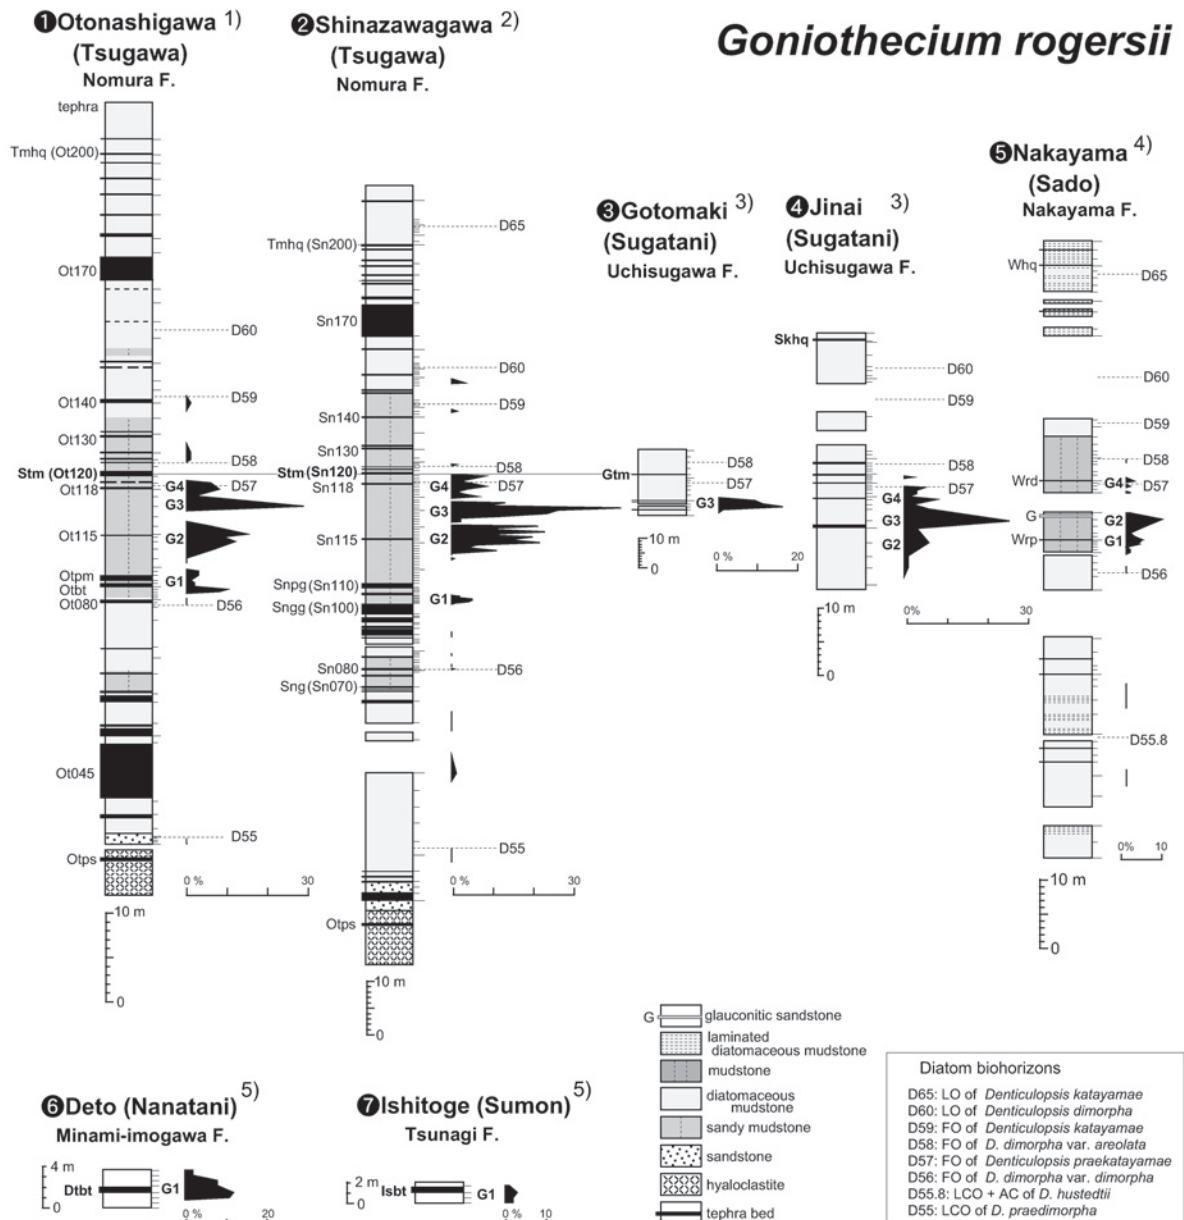 Goniothecium rogersii
❶Otonashigawa 1)
(Tsugawa)
Nomura F.
tephra
Tmhq (Ot200)
Ot170
D60
Ot140
D59
Ot130
D58
Stm (Ot120)
G4
D57
Ot118
G3
Ot115
G2
Otpm
G1
Otbt
Ot080
D56
Ot045
D55
Otps
0 %
30
10 m
0
❷Shinazawagawa 2)
(Tsugawa)
Nomura F.
D65
Tmhq (Sn200)
Sn170
D60
D59
Sn140
Sn130
D58
Stm (Sn120)
G4
D57
Sn118
G3
Sn115
G2
Snpg (Sn110)
G1
Sngg (Sn100)
Sn080
D56
Sng (Sn070)
D55
0 %
30
Otps
10 m
0
❸Gotomaki 3)
(Sugatani)
Uchisugawa F.
D58
Gtm
D57
G3
10 m
0
0 %
20
❹Jinai 3)
(Sugatani)
Uchisugawa F.
Skhq
D60
D59
D58
D57
G4
G3
G2
10 m
0
0%
30
❺Nakayama 4)
(Sado)
Nakayama F.
Whq
D65
D60
D59
D58
Wrd
G4
D57
G
G2
Wrp
G1
D56
D55.8
0 %
10
10 m
0
❻Deto (Nanatani) 5)
Minami-imogawa F.
4 m
Dtbt
G1
0
0 %
20
❼Ishitoge (Sumon) 5)
Tsunagi F.
2 m
Isbt
G1
0
0 %
10
G
glauconitic sandstone
laminated
diatomaceous mudstone
mudstone
diatomaceous
mudstone
sandy mudstone
sandstone
hyaloclastite
tephra bed
Diatom biohorizons
D65: LO of Denticulopsis katayamae
D60: LO of Denticulopsis dimorpha
D59: FO of Denticulopsis katayamae
D58: FO of D. dimorpha var. areolata
D57: FO of Denticulopsis praekatayamae
D56: FO of D. dimorpha var. dimorpha
D55.8: LCO + AC of D. hustedtii
D55: LCO of D. praedimorpha